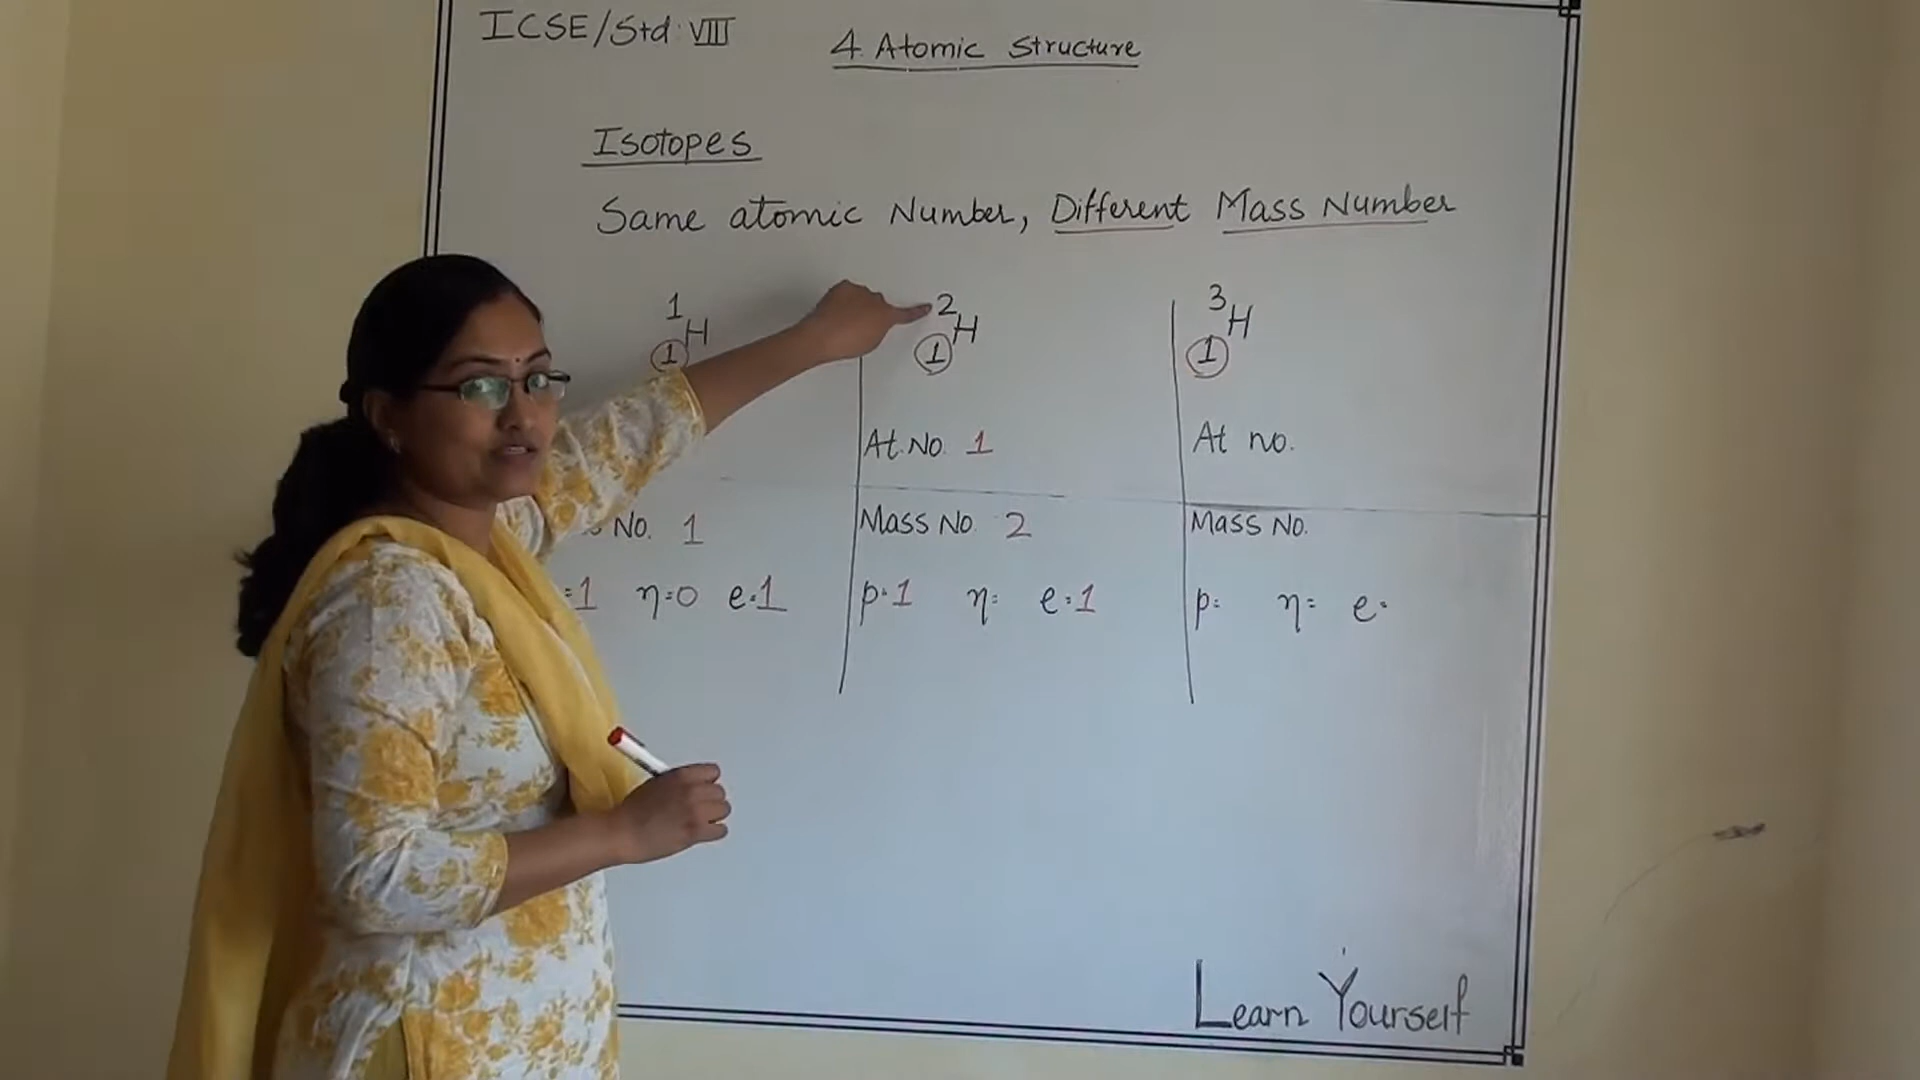 ICSE/Std: VIII
4. Atomic Structure
Isotopes
Same atomic Number, Different Mass Number
1 2 3
H H H
1 1 1
At. No. 1 At no.
No. 1 Mass No. 2 Mass No.
=1 η=0 e=1 p=1 η= e=1 p= η= e=
Learn Yourself